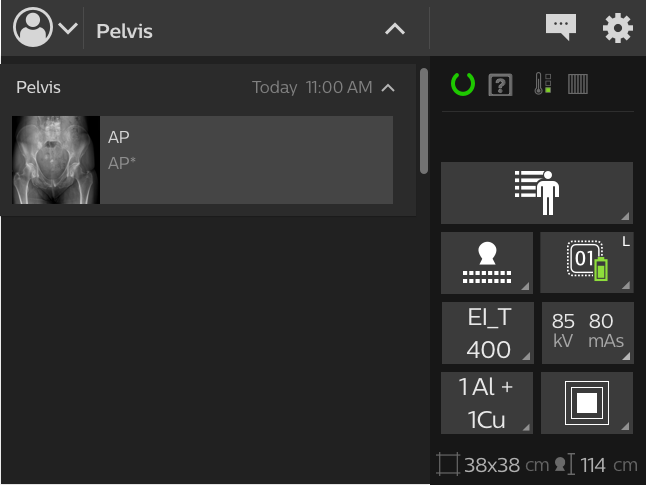 Pelvis
Pelvis Today 11:00 AM
AP
AP*
?
01 L
EI_T
400
85 80
kV mAs
1 Al +
1Cu
38x38 cm 114 cm